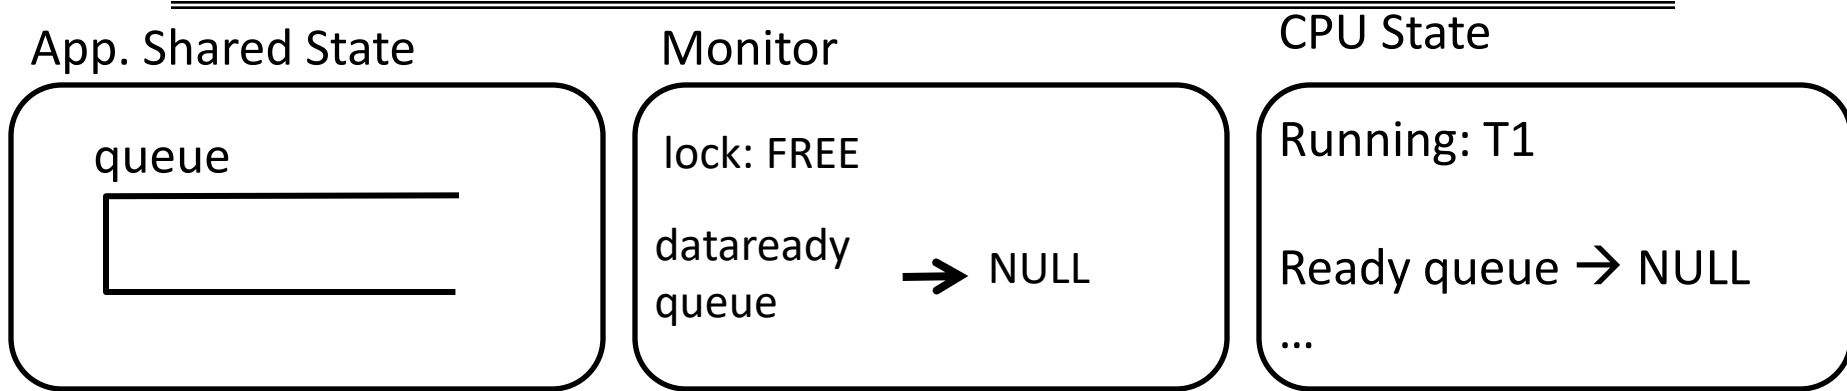 App. Shared State
queue
Monitor
lock: FREE
dataready
queue
NULL
CPU State
Running: T1
Ready queue → NULL
...